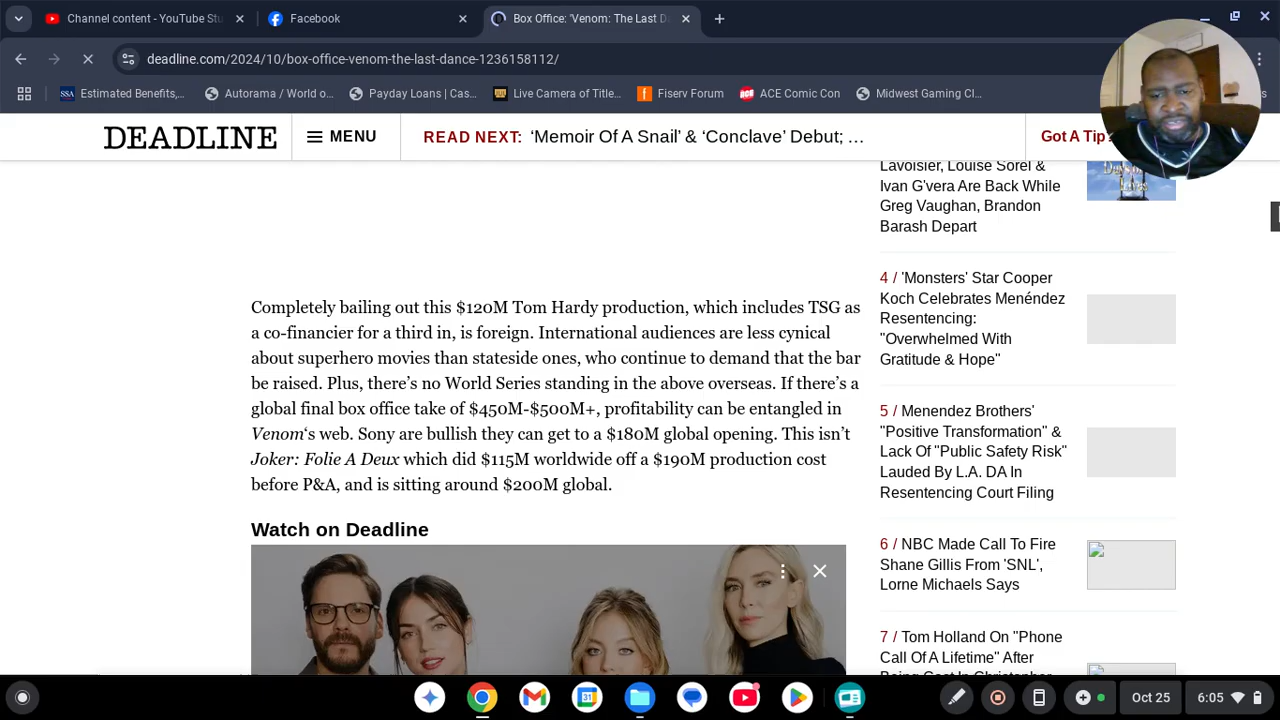 Channel content - YouTube Stu
Facebook
Box Office: 'Venom: The Last Da
deadline.com/2024/10/box-office-venom-the-last-dance-1236158112/
Estimated Benefits,...
Autorama / World o...
Payday Loans | Cas...
Live Camera of Title...
Fiserv Forum
ACE Comic Con
Midwest Gaming Cl...
DEADLINE
MENU
READ NEXT: ‘Memoir Of A Snail’ & ‘Conclave’ Debut; …
Got A Tip?
Completely bailing out this $120M Tom Hardy production, which includes TSG as
a co-financier for a third in, is foreign. International audiences are less cynical
about superhero movies than stateside ones, who continue to demand that the bar
be raised. Plus, there’s no World Series standing in the above overseas. If there’s a
global final box office take of $450M-$500M+, profitability can be entangled in
Venom‘s web. Sony are bullish they can get to a $180M global opening. This isn’t
Joker: Folie A Deux which did $115M worldwide off a $190M production cost
before P&A, and is sitting around $200M global.
Watch on Deadline
Lavoisier, Louise Sorel &
Ivan G'vera Are Back While
Greg Vaughan, Brandon
Barash Depart
4 / 'Monsters' Star Cooper
Koch Celebrates Menéndez
Resentencing:
"Overwhelmed With
Gratitude & Hope"
5 / Menendez Brothers'
"Positive Transformation" &
Lack Of "Public Safety Risk"
Lauded By L.A. DA In
Resentencing Court Filing
6 / NBC Made Call To Fire
Shane Gillis From 'SNL',
Lorne Michaels Says
7 / Tom Holland On "Phone
Call Of A Lifetime" After
Being Cast In Christopher
Oct 25
6:05